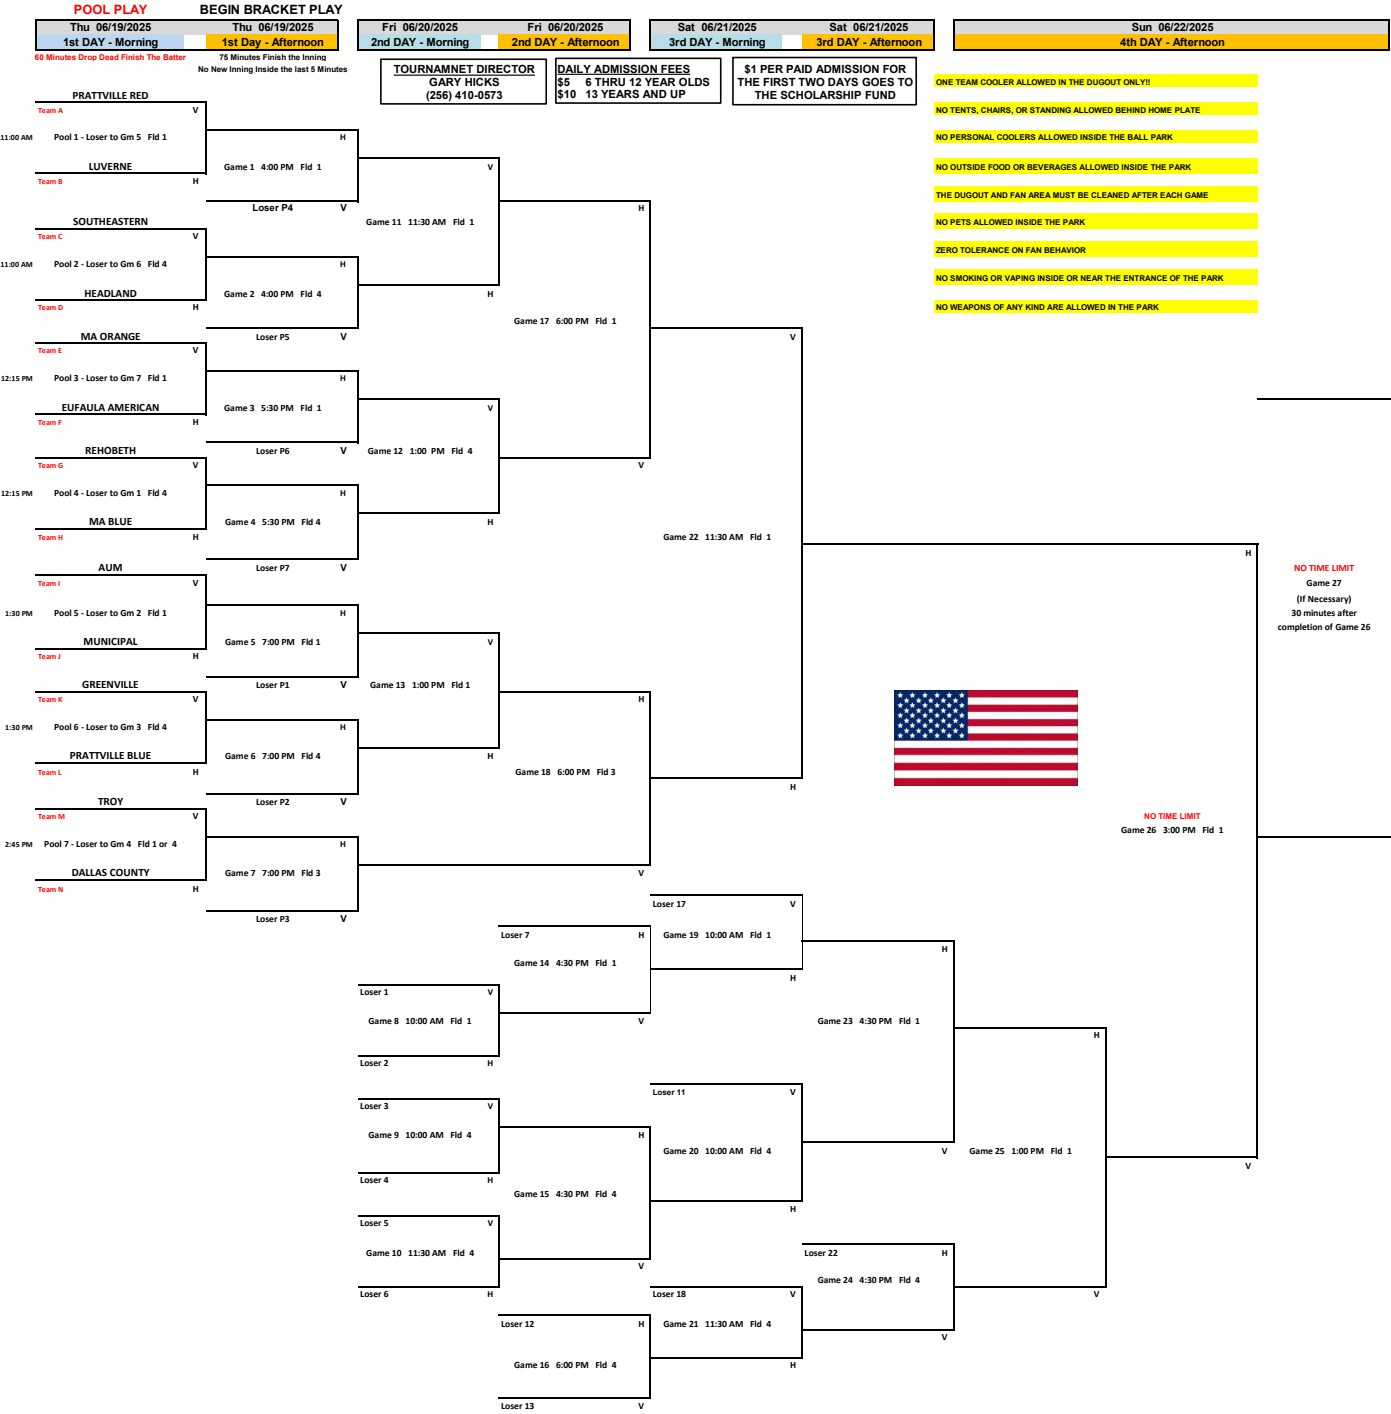 POOL PLAY
BEGIN BRACKET PLAY
Thu 06/19/2025
Thu 06/19/2025
Fri 06/20/2025
Fri 06/20/2025
Sat 06/21/2025
Sat 06/21/2025
Sun 06/22/2025
1st DAY - Morning
1st Day - Afternoon
2nd DAY - Morning
2nd DAY - Afternoon
3rd DAY - Morning
3rd DAY - Afternoon
4th DAY - Afternoon
60 Minutes Drop Dead Finish The Batter
75 Minutes Finish the Inning
No New Inning Inside the last 5 Minutes
TOURNAMNET DIRECTOR
GARY HICKS
(256) 410-0573
DAILY ADMISSION FEES
$5 6 THRU 12 YEAR OLDS
$10 13 YEARS AND UP
$1 PER PAID ADMISSION FOR
THE FIRST TWO DAYS GOES TO
THE SCHOLARSHIP FUND
ONE TEAM COOLER ALLOWED IN THE DUGOUT ONLY!!
NO TENTS, CHAIRS, OR STANDING ALLOWED BEHIND HOME PLATE
NO PERSONAL COOLERS ALLOWED INSIDE THE BALL PARK
NO OUTSIDE FOOD OR BEVERAGES ALLOWED INSIDE THE PARK
THE DUGOUT AND FAN AREA MUST BE CLEANED AFTER EACH GAME
NO PETS ALLOWED INSIDE THE PARK
ZERO TOLERANCE ON FAN BEHAVIOR
NO SMOKING OR VAPING INSIDE OR NEAR THE ENTRANCE OF THE PARK
NO WEAPONS OF ANY KIND ARE ALLOWED IN THE PARK
PRATTVILLE RED
Team A V
11:00 AM Pool 1 - Loser to Gm 5 Fld 1
LUVERNE
Team B H
SOUTHEASTERN
Team C V
11:00 AM Pool 2 - Loser to Gm 6 Fld 4
HEADLAND
Team D H
MA ORANGE
Team E V
12:15 PM Pool 3 - Loser to Gm 7 Fld 1
EUFAULA AMERICAN
Team F H
REHOBETH
Team G V
12:15 PM Pool 4 - Loser to Gm 1 Fld 4
MA BLUE
Team H H
AUM
Team I V
1:30 PM Pool 5 - Loser to Gm 2 Fld 1
MUNICIPAL
Team J H
GREENVILLE
Team K V
1:30 PM Pool 6 - Loser to Gm 3 Fld 4
PRATTVILLE BLUE
Team L H
TROY
Team M V
2:45 PM Pool 7 - Loser to Gm 4 Fld 1 or 4
DALLAS COUNTY
Team N H
H
Game 1 4:00 PM Fld 1
Loser P4 V
H
Game 2 4:00 PM Fld 4
Loser P5 V
H
Game 3 5:30 PM Fld 1
Loser P6 V
H
Game 4 5:30 PM Fld 4
Loser P7 V
H
Game 5 7:00 PM Fld 1
Loser P1 V
H
Game 6 7:00 PM Fld 4
Loser P2 V
H
Game 7 7:00 PM Fld 3
Loser P3 V
V
Game 11 11:30 AM Fld 1
H
V
Game 12 1:00 PM Fld 4
H
V
Game 13 1:00 PM Fld 1
H
Loser 1 V
Game 8 10:00 AM Fld 1
Loser 2 H
Loser 3 V
Game 9 10:00 AM Fld 4
Loser 4 H
Loser 5 V
Game 10 11:30 AM Fld 4
Loser 6 H
H
Game 17 6:00 PM Fld 1
V
H
Game 18 6:00 PM Fld 3
V
Loser 7 H
Game 14 4:30 PM Fld 1
V
H
Game 15 4:30 PM Fld 4
V
Loser 12 H
Game 16 6:00 PM Fld 4
Loser 13 V
V
Game 22 11:30 AM Fld 1
H
Loser 17 V
Game 19 10:00 AM Fld 1
H
Loser 11 V
Game 20 10:00 AM Fld 4
H
Loser 18 V
Game 21 11:30 AM Fld 4
H
H
Game 23 4:30 PM Fld 1
V
Loser 22 H
Game 24 4:30 PM Fld 4
V
H
Game 25 1:00 PM Fld 1
V
H
NO TIME LIMIT
Game 26 3:00 PM Fld 1
V
NO TIME LIMIT
Game 27
(If Necessary)
30 minutes after
completion of Game 26